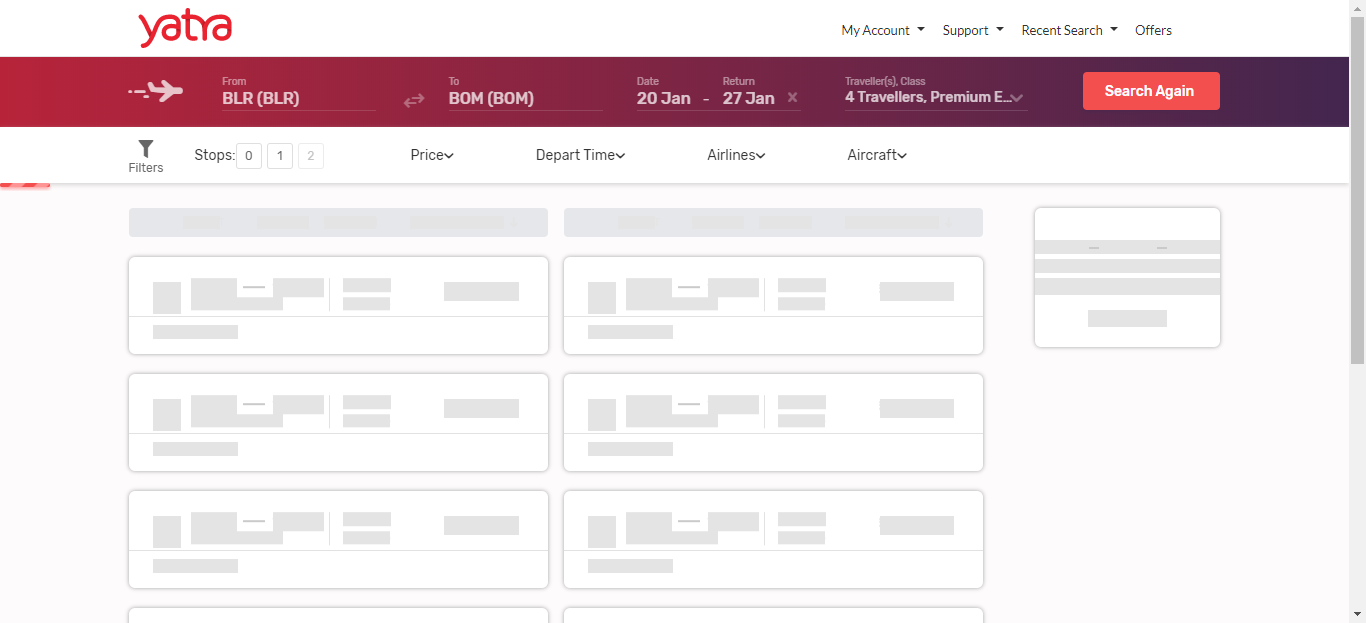 yatra
My Account Support Recent Search Offers
From To Date Return Traveller(s), Class
BLR (BLR) BOM (BOM) 20 Jan - 27 Jan × 4 Travellers, Premium E... Search Again
Filters Stops: 0 1 2 Price Depart Time Airlines Aircraft